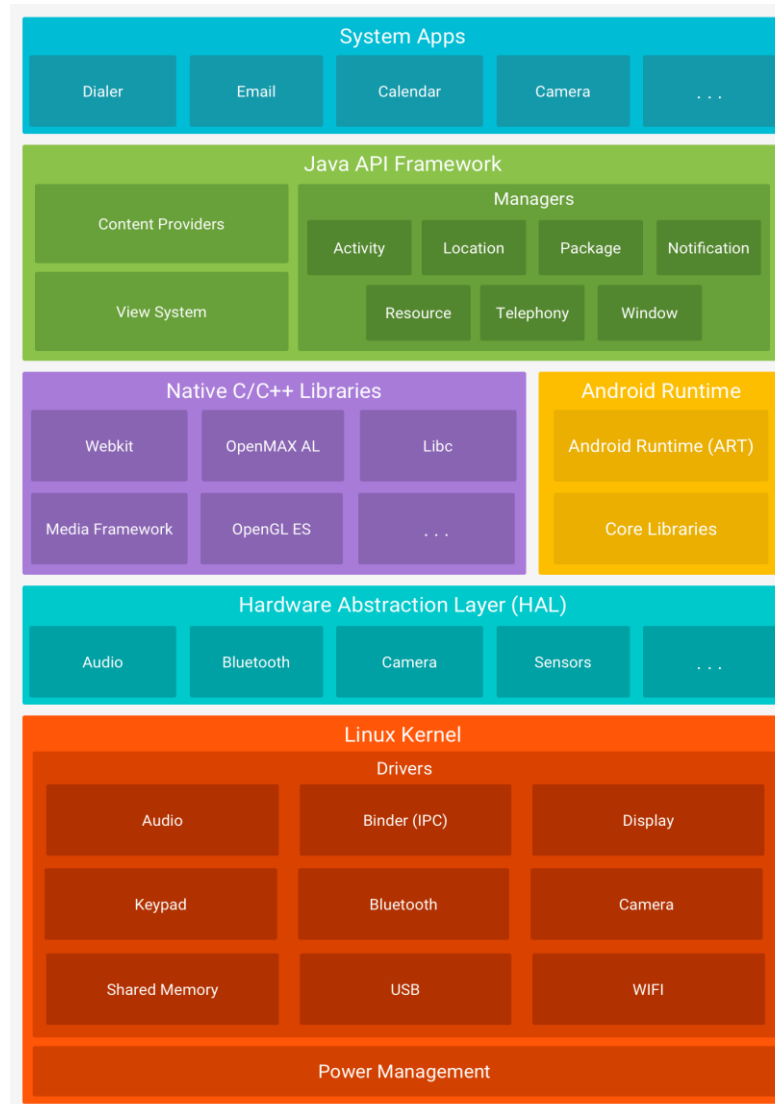 System Apps
Dialer
Email
Calendar
Camera
. . .
Java API Framework
Content Providers
View System
Managers
Activity
Location
Package
Notification
Resource
Telephony
Window
Native C/C++ Libraries
Webkit
OpenMAX AL
Libc
Media Framework
OpenGL ES
. . .
Android Runtime
Android Runtime (ART)
Core Libraries
Hardware Abstraction Layer (HAL)
Audio
Bluetooth
Camera
Sensors
. . .
Linux Kernel
Drivers
Audio
Binder (IPC)
Display
Keypad
Bluetooth
Camera
Shared Memory
USB
WIFI
Power Management